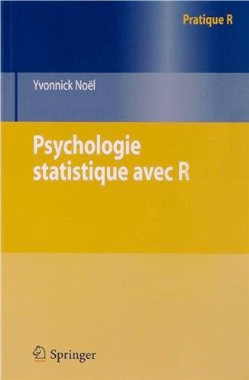 Pratique R
Yvonnick Noël
Psychologie
statistique avec R
Springer